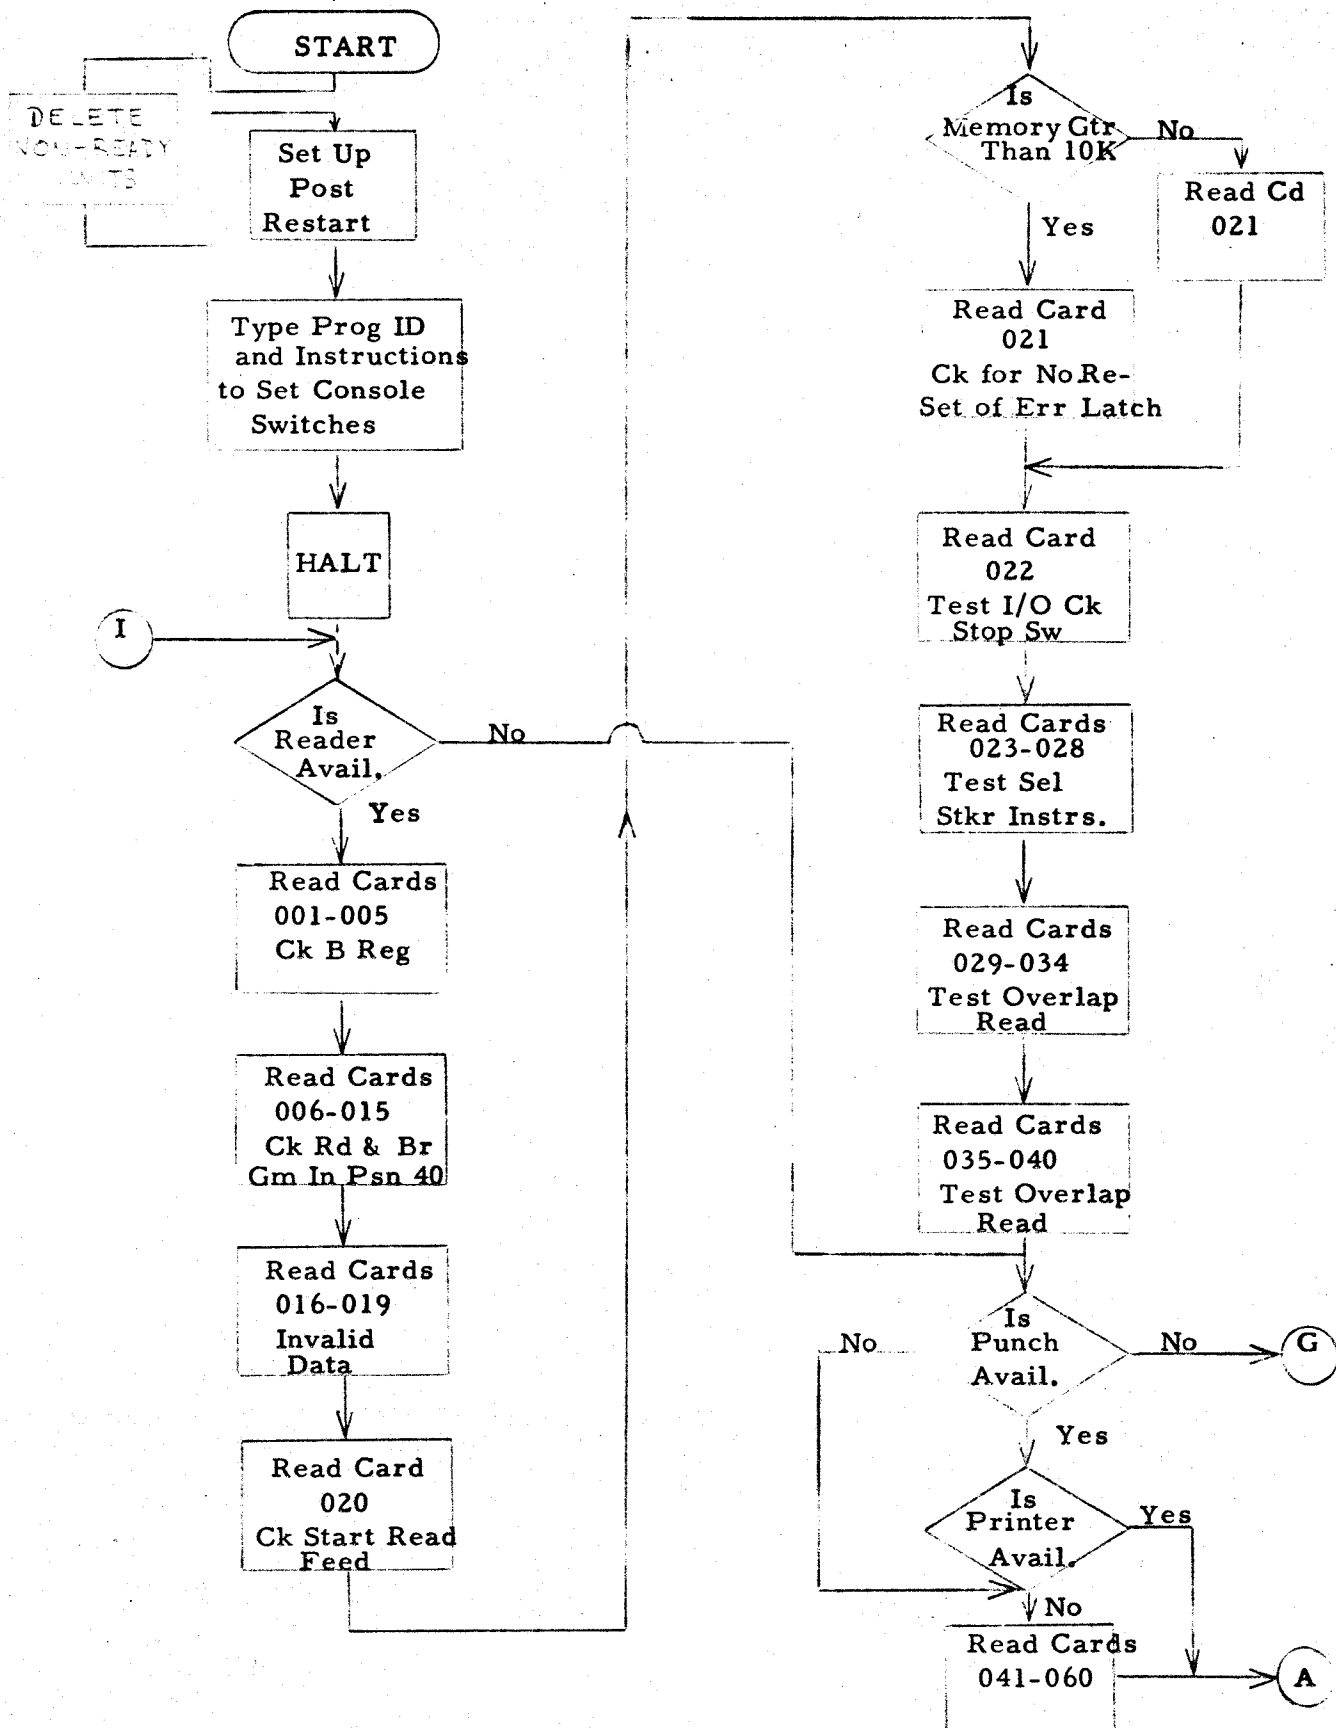 START
DELETE
NON-READY
UNITS
Set Up
Post
Restart
Type Prog ID
and Instructions
to Set Console
Switches
HALT
I
Is
Reader
Avail.
No
Yes
Read Cards
001-005
Ck B Reg
Read Cards
006-015
Ck Rd & Br
Gm In Psn 40
Read Cards
016-019
Invalid
Data
Read Card
020
Ck Start Read
Feed
Is
Memory Gtr
Than 10K
No
Read Cd
021
Yes
Read Card
021
Ck for No Re-
Set of Err Latch
Read Card
022
Test I/O Ck
Stop Sw
Read Cards
023-028
Test Sel
Stkr Instrs.
Read Cards
029-034
Test Overlap
Read
Read Cards
035-040
Test Overlap
Read
Is
Punch
Avail.
No
No
G
Yes
Is
Printer
Avail.
Yes
No
Read Cards
041-060
A